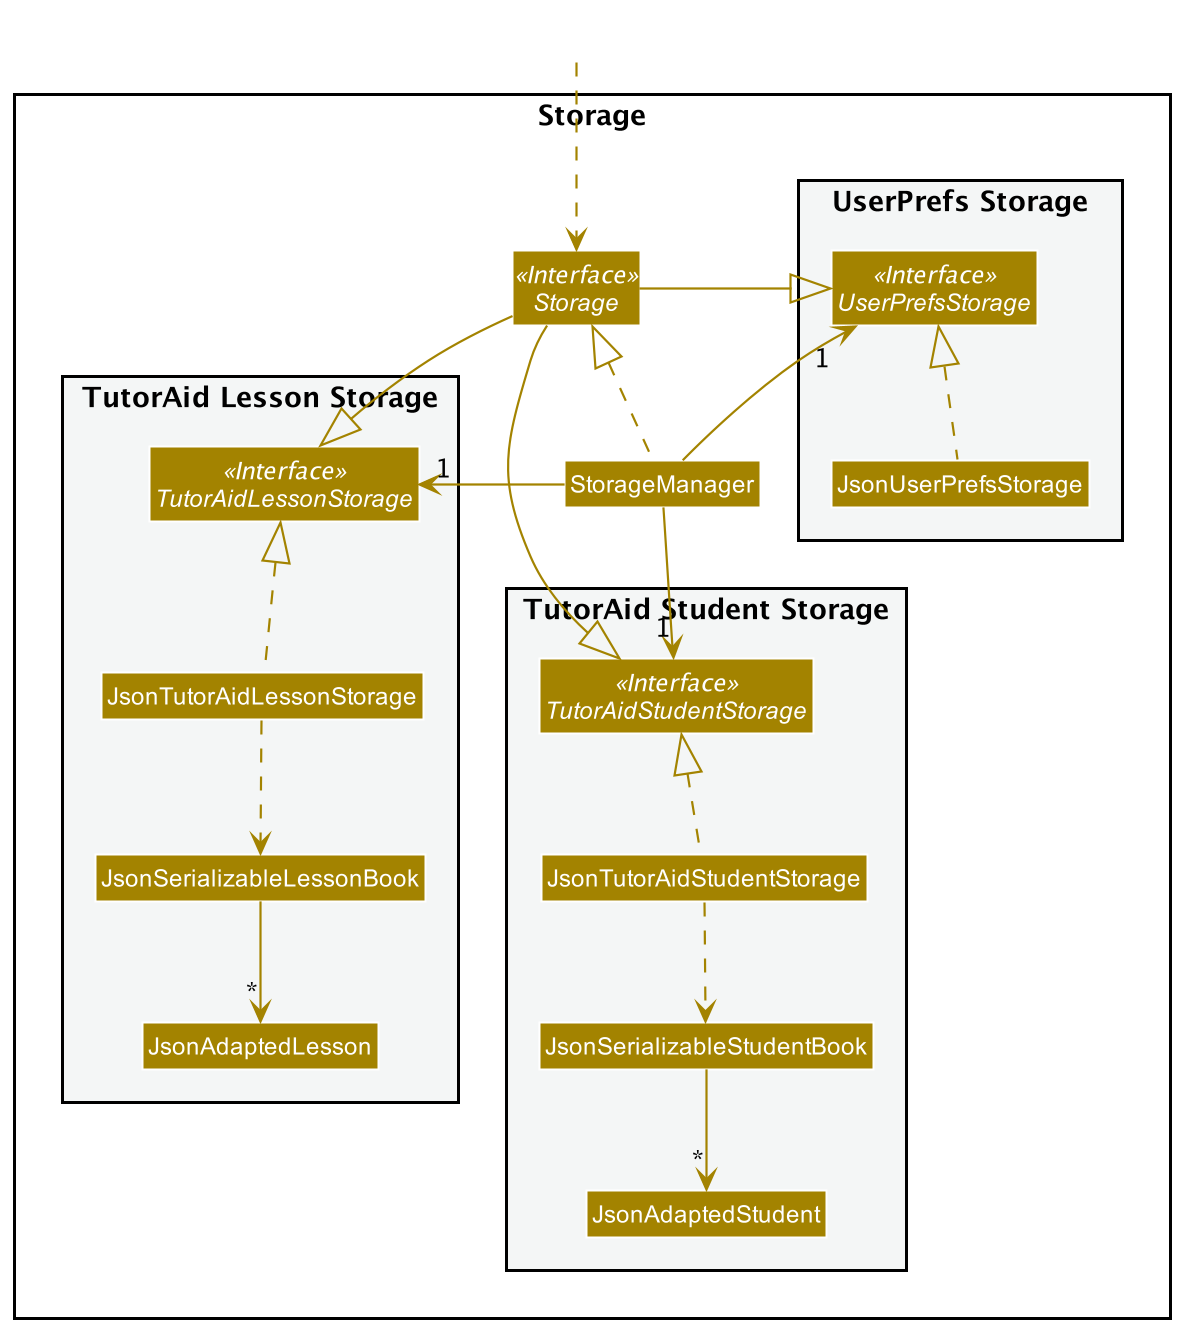 Storage
UserPrefs Storage
«Interface»
Storage
«Interface»
UserPrefsStorage
1
TutorAid Lesson Storage
«Interface»
TutorAidLessonStorage
1
StorageManager
JsonUserPrefsStorage
TutorAid Student Storage
1
«Interface»
TutorAidStudentStorage
JsonTutorAidLessonStorage
JsonSerializableLessonBook
JsonTutorAidStudentStorage
*
JsonAdaptedLesson
JsonSerializableStudentBook
*
JsonAdaptedStudent